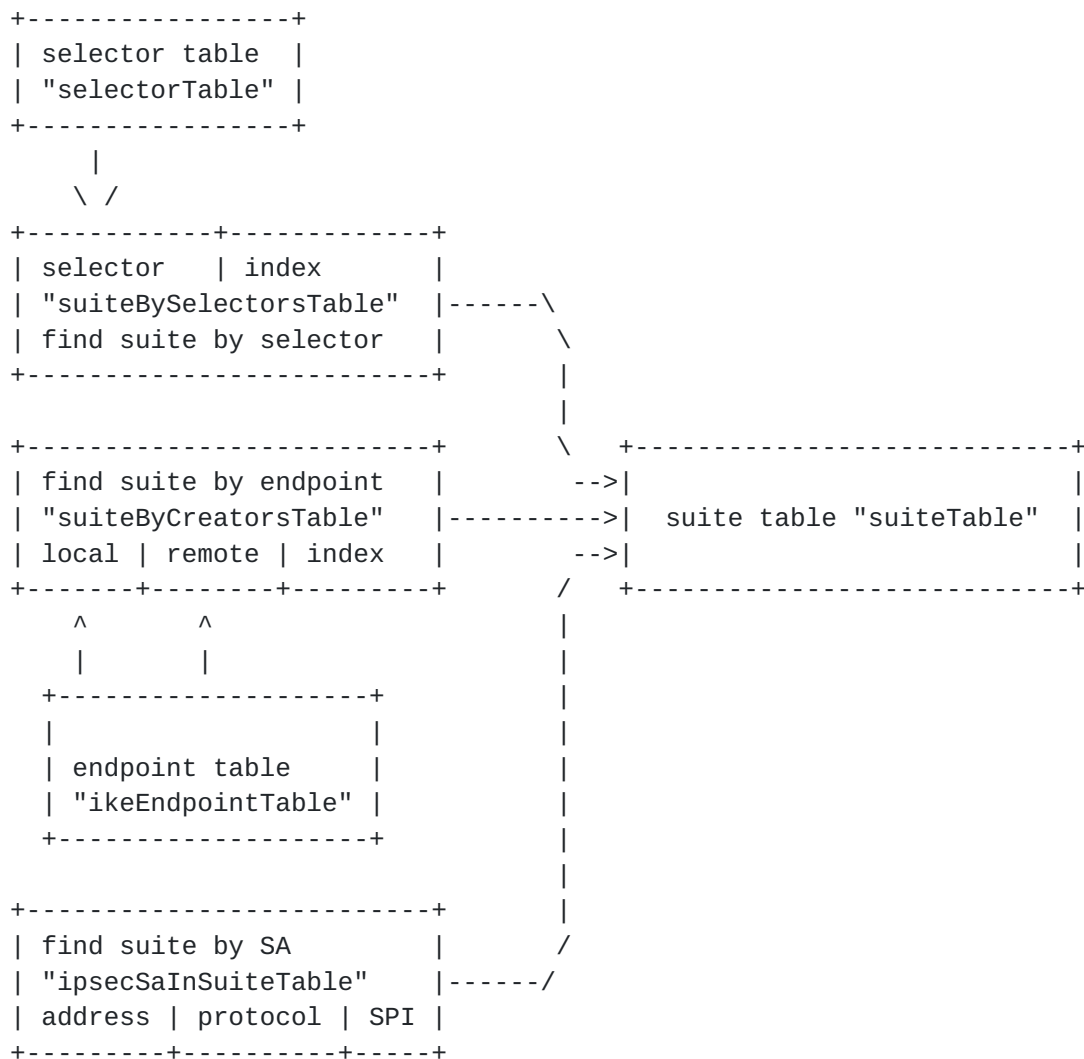 selector table
"selectorTable"
selector | index
"suiteBySelectorsTable"
find suite by selector
find suite by endpoint
"suiteByCreatorsTable"
local | remote | index
suite table "suiteTable"
endpoint table
"ikeEndpointTable"
find suite by SA
"ipsecSaInSuiteTable"
address | protocol | SPI